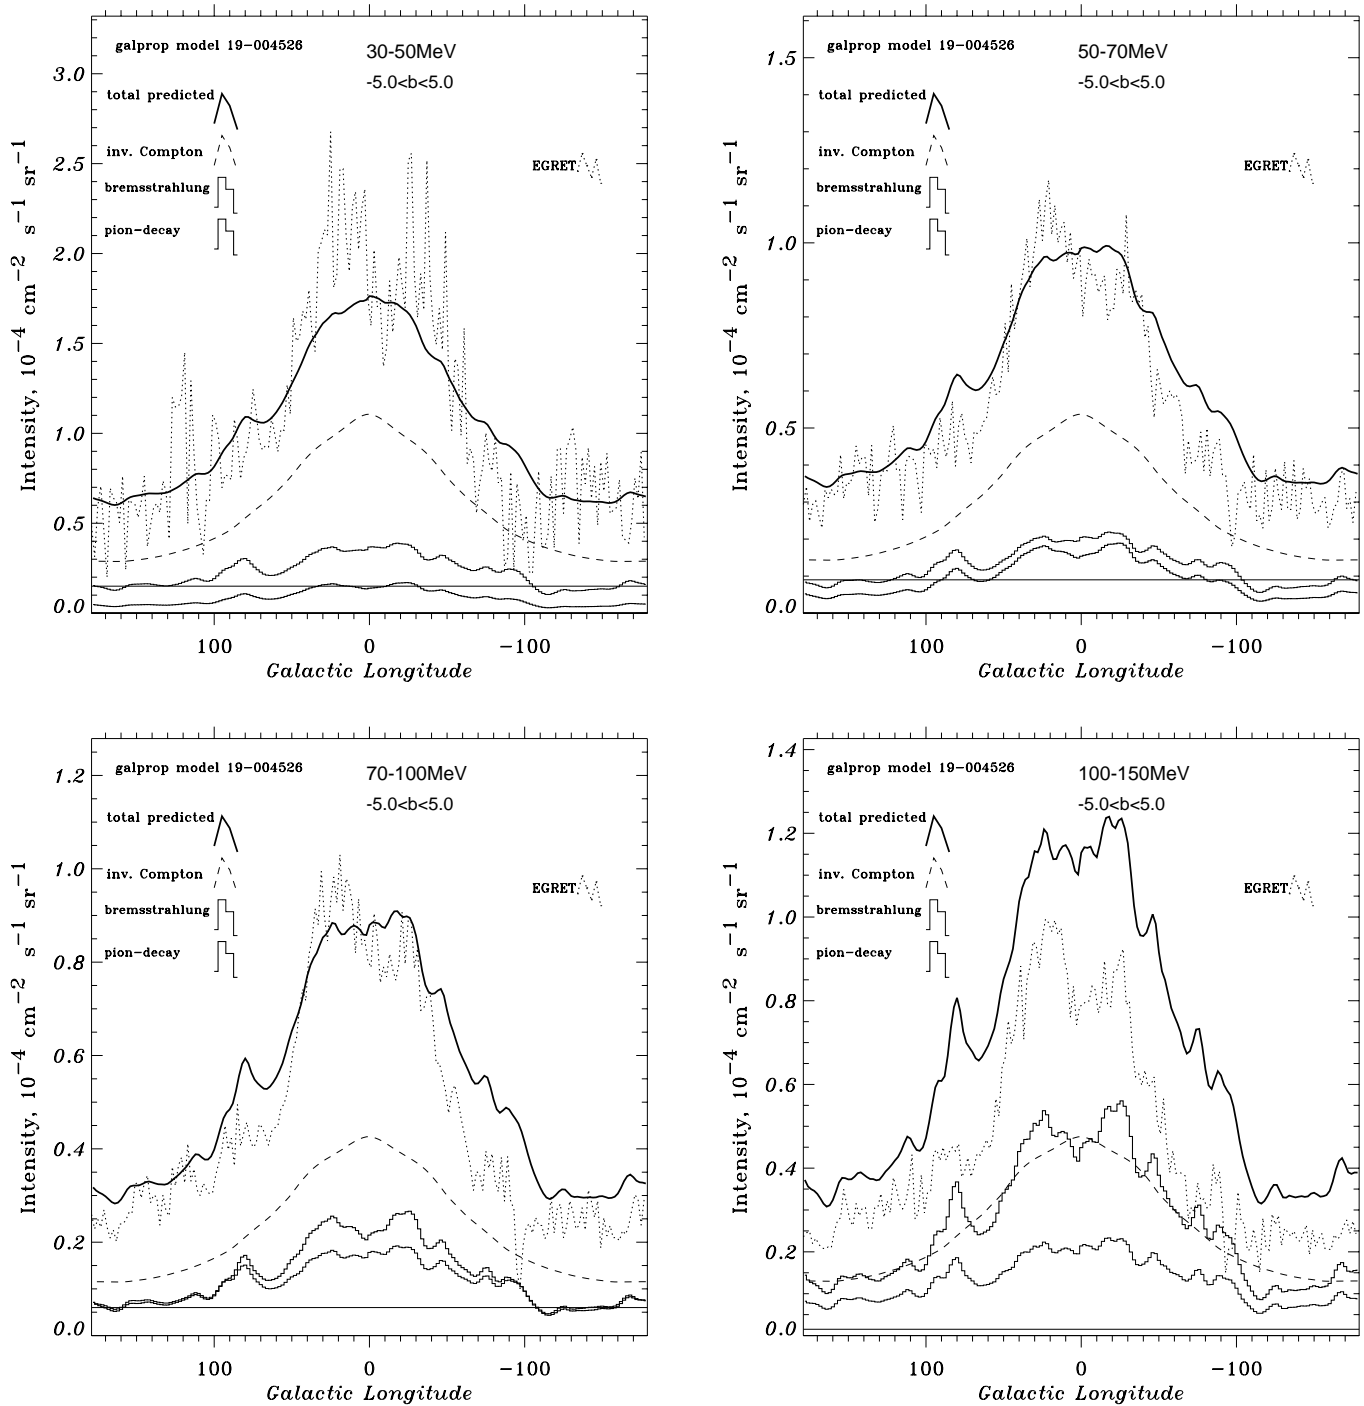 galprop model 19-004526
30-50MeV
-5.0<b<5.0
total predicted
inv. Compton
bremsstrahlung
pion-decay
EGRET
3.0
2.5
2.0
1.5
1.0
0.5
0.0
Intensity, 10−4 cm−2 s−1 sr−1
100 0 −100
Galactic Longitude
galprop model 19-004526
50-70MeV
-5.0<b<5.0
total predicted
inv. Compton
bremsstrahlung
pion-decay
EGRET
1.5
1.0
0.5
0.0
Intensity, 10−4 cm−2 s−1 sr−1
100 0 −100
Galactic Longitude
galprop model 19-004526
70-100MeV
-5.0<b<5.0
total predicted
inv. Compton
bremsstrahlung
pion-decay
EGRET
1.2
1.0
0.8
0.6
0.4
0.2
0.0
Intensity, 10−4 cm−2 s−1 sr−1
100 0 −100
Galactic Longitude
galprop model 19-004526
100-150MeV
-5.0<b<5.0
total predicted
inv. Compton
bremsstrahlung
pion-decay
EGRET
1.4
1.2
1.0
0.8
0.6
0.4
0.2
0.0
Intensity, 10−4 cm−2 s−1 sr−1
100 0 −100
Galactic Longitude